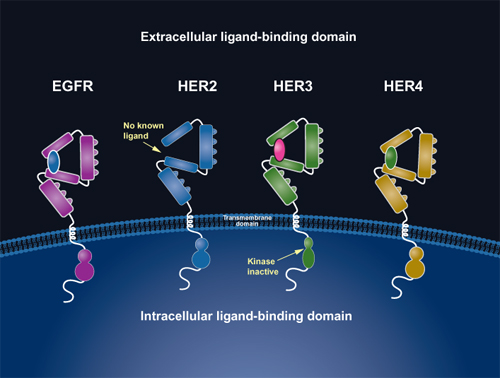 Extracellular ligand-binding domain
EGFR
HER2
HER3
HER4
No known
ligand
Transmembrane
domain
Kinase
inactive
Intracellular ligand-binding domain